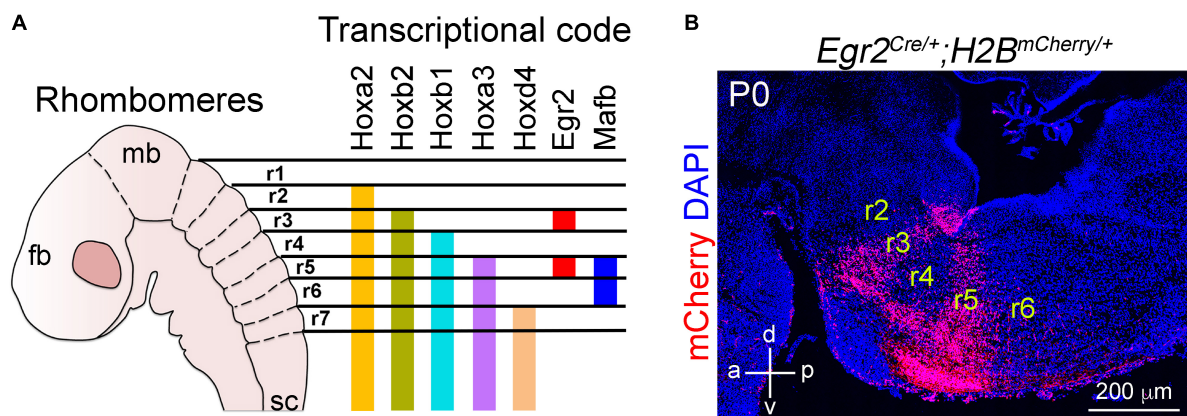 A
Transcriptional code
Rhombomeres
Hoxa2
Hoxb2
Hoxb1
Hoxa3
Hoxd4
Egr2
Mafb
mb
fb
sc
r1
r2
r3
r4
r5
r6
r7
B
Egr2Cre/+;H2BmCherry/+
P0
mCherry DAPI
r2
r3
r4
r5
r6
d
a p
v
200 µm